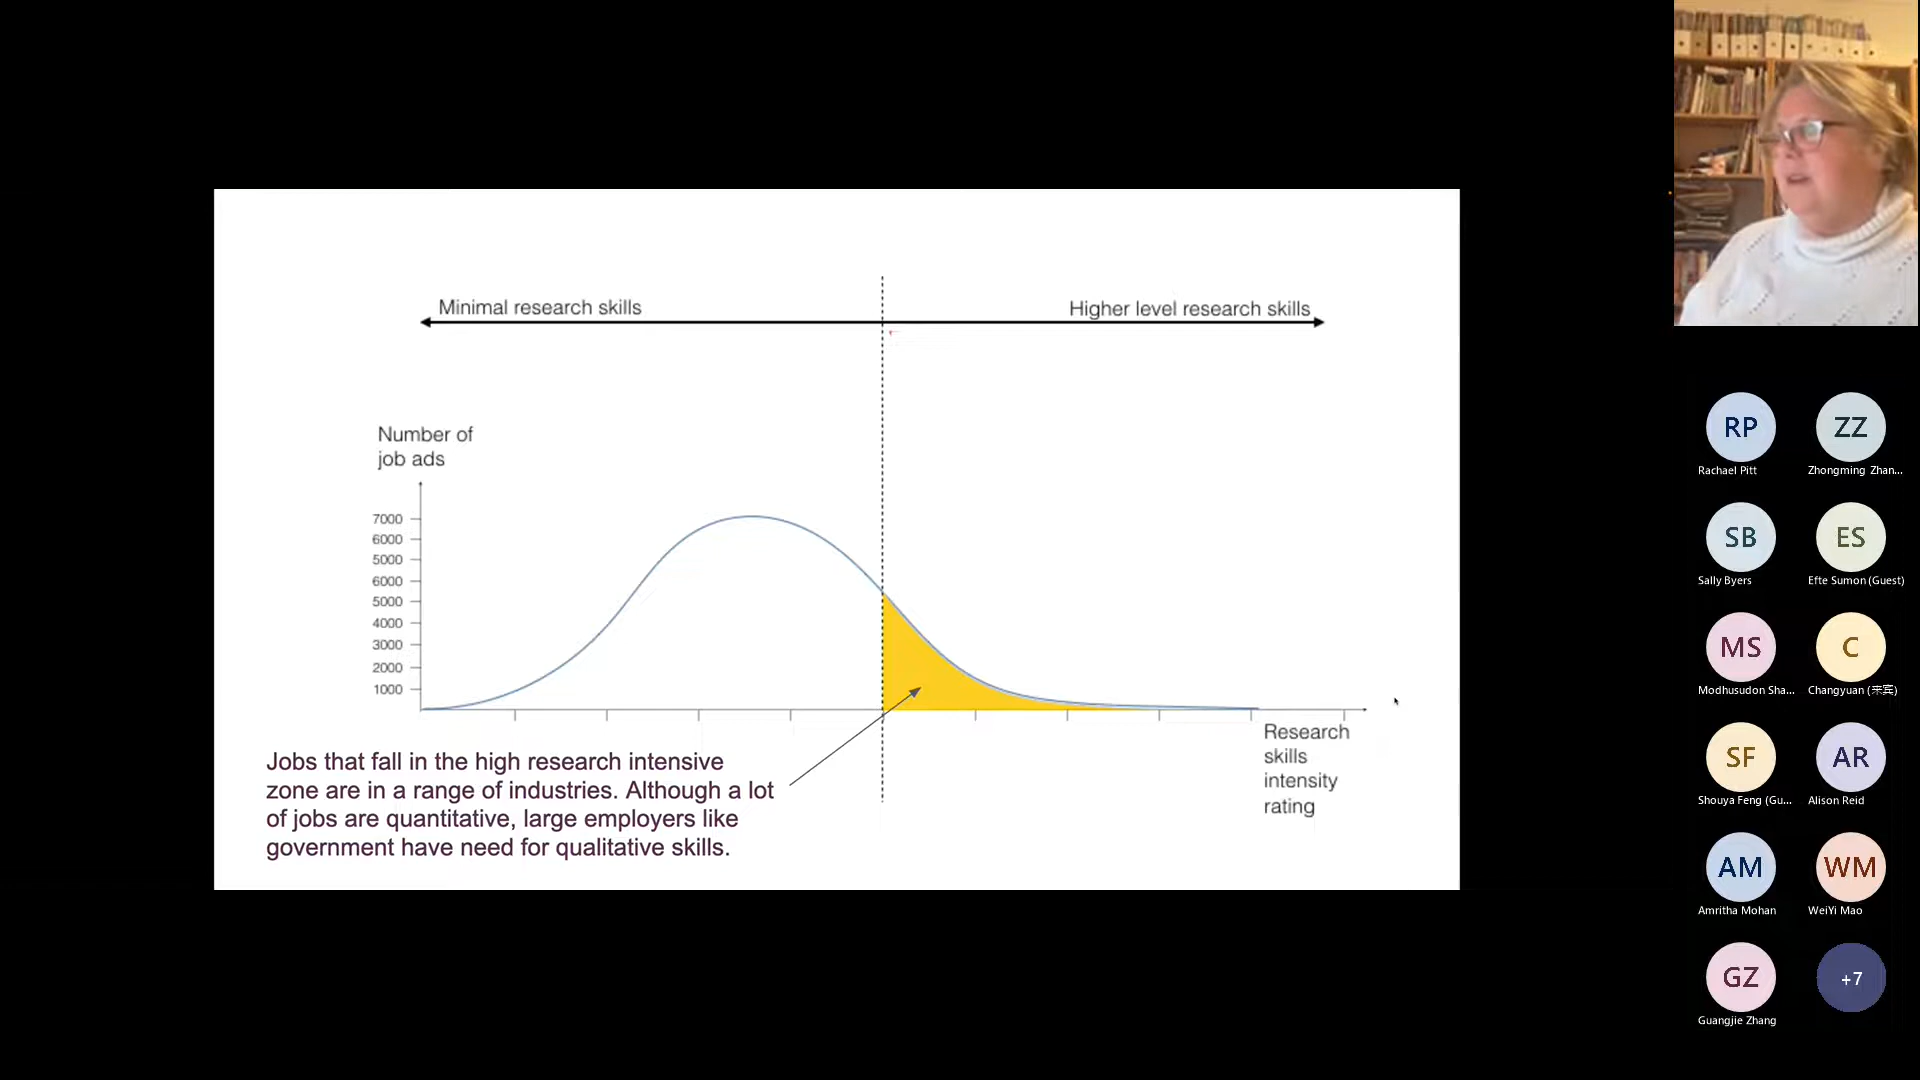 Minimal research skills
Higher level research skills
Number of
job ads
7000
6000
5000
6000
5000
4000
3000
2000
1000
Research
skills
intensity
rating
Jobs that fall in the high research intensive
zone are in a range of industries. Although a lot
of jobs are quantitative, large employers like
government have need for qualitative skills.
RP
Rachael Pitt
ZZ
Zhongming Zhan...
SB
Sally Byers
ES
Efte Sumon (Guest)
MS
Modhusudon Sha...
C
Changyuan (来宾)
SF
Shouya Feng (Gu...
AR
Alison Reid
AM
Amritha Mohan
WM
WeiYi Mao
GZ
Guangjie Zhang
+7